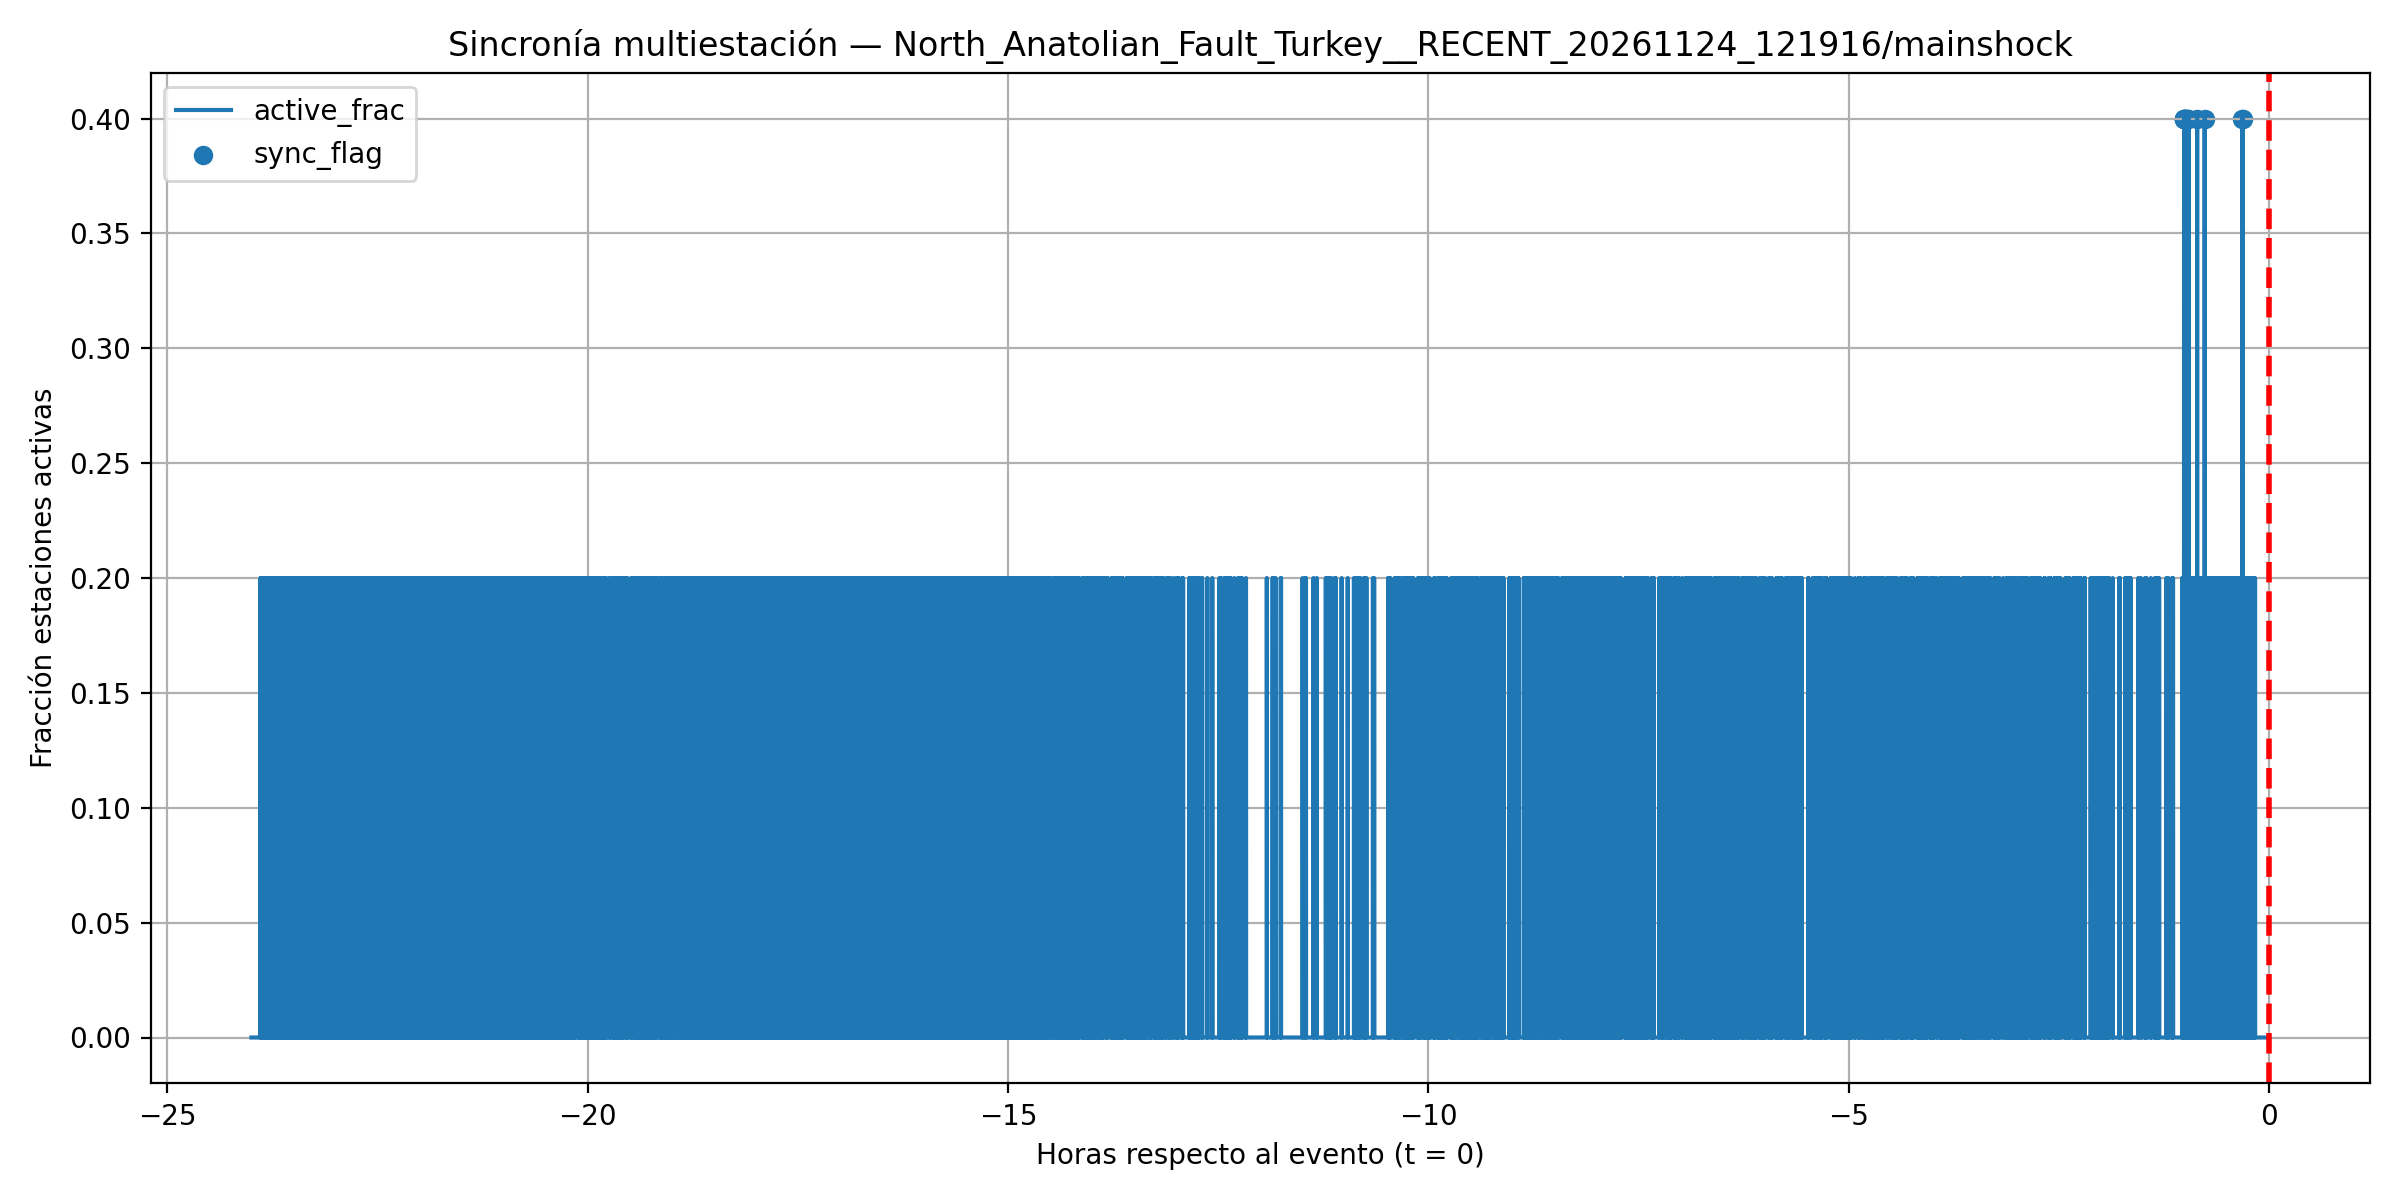 Sincronía multiestación — North_Anatolian_Fault_Turkey__RECENT_20261124_121916/mainshock
active_frac
sync_flag
0.40
0.35
0.30
0.25
0.20
0.15
0.10
0.05
0.00
Fracción estaciones activas
−25 −20 −15 −10 −5 0
Horas respecto al evento (t = 0)